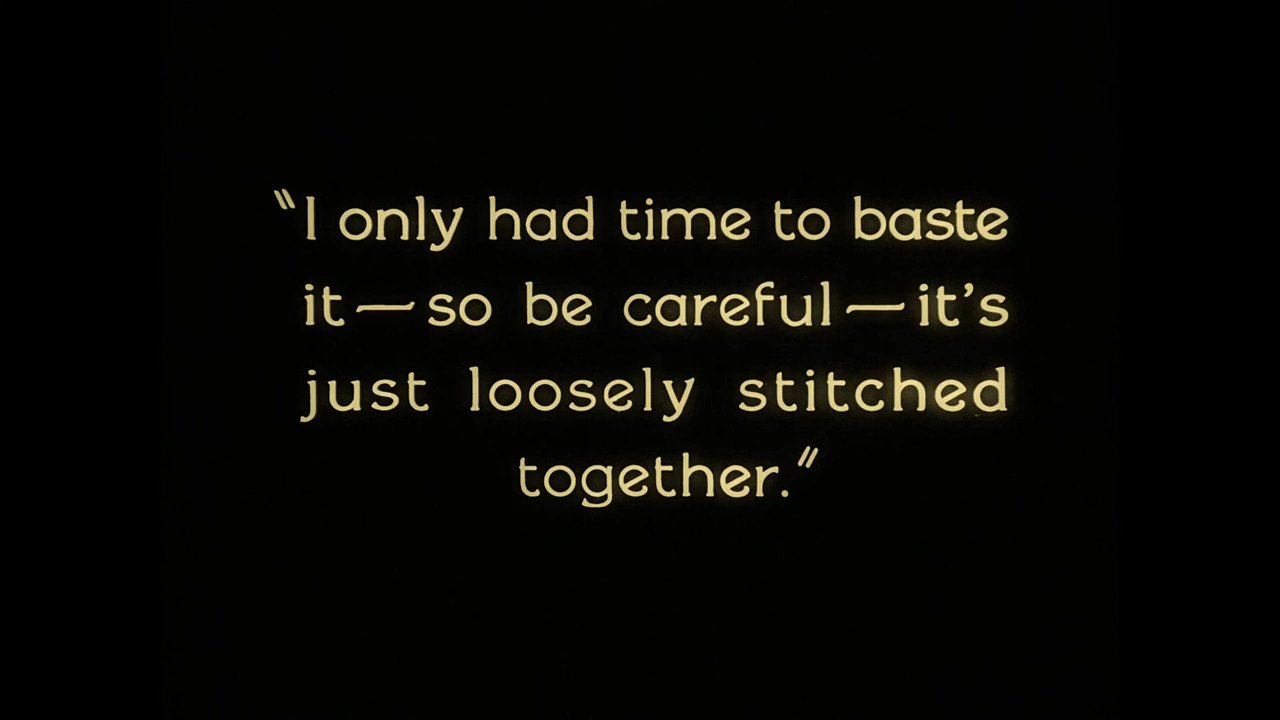 "I only had time to baste
it — so be careful — it's
just loosely stitched
together."